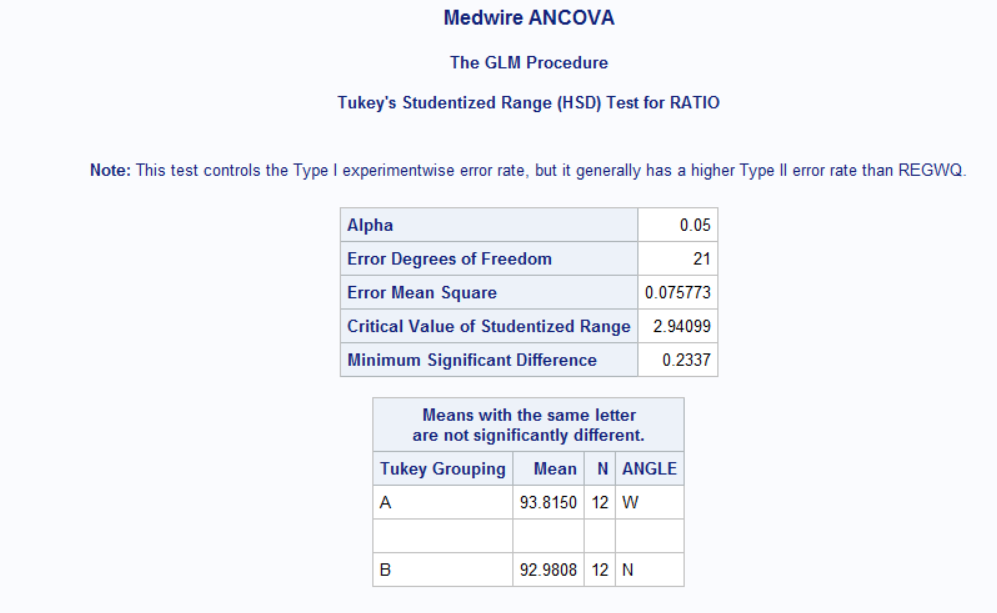 Medwire ANCOVA
The GLM Procedure
Tukey's Studentized Range (HSD) Test for RATIO
Note: This test controls the Type I experimentwise error rate, but it generally has a higher Type II error rate than REGWQ.
Alpha 0.05
Error Degrees of Freedom 21
Error Mean Square 0.075773
Critical Value of Studentized Range 2.94099
Minimum Significant Difference 0.2337
Means with the same letter
are not significantly different.
Tukey Grouping Mean N ANGLE
A 93.8150 12 W
B 92.9808 12 N